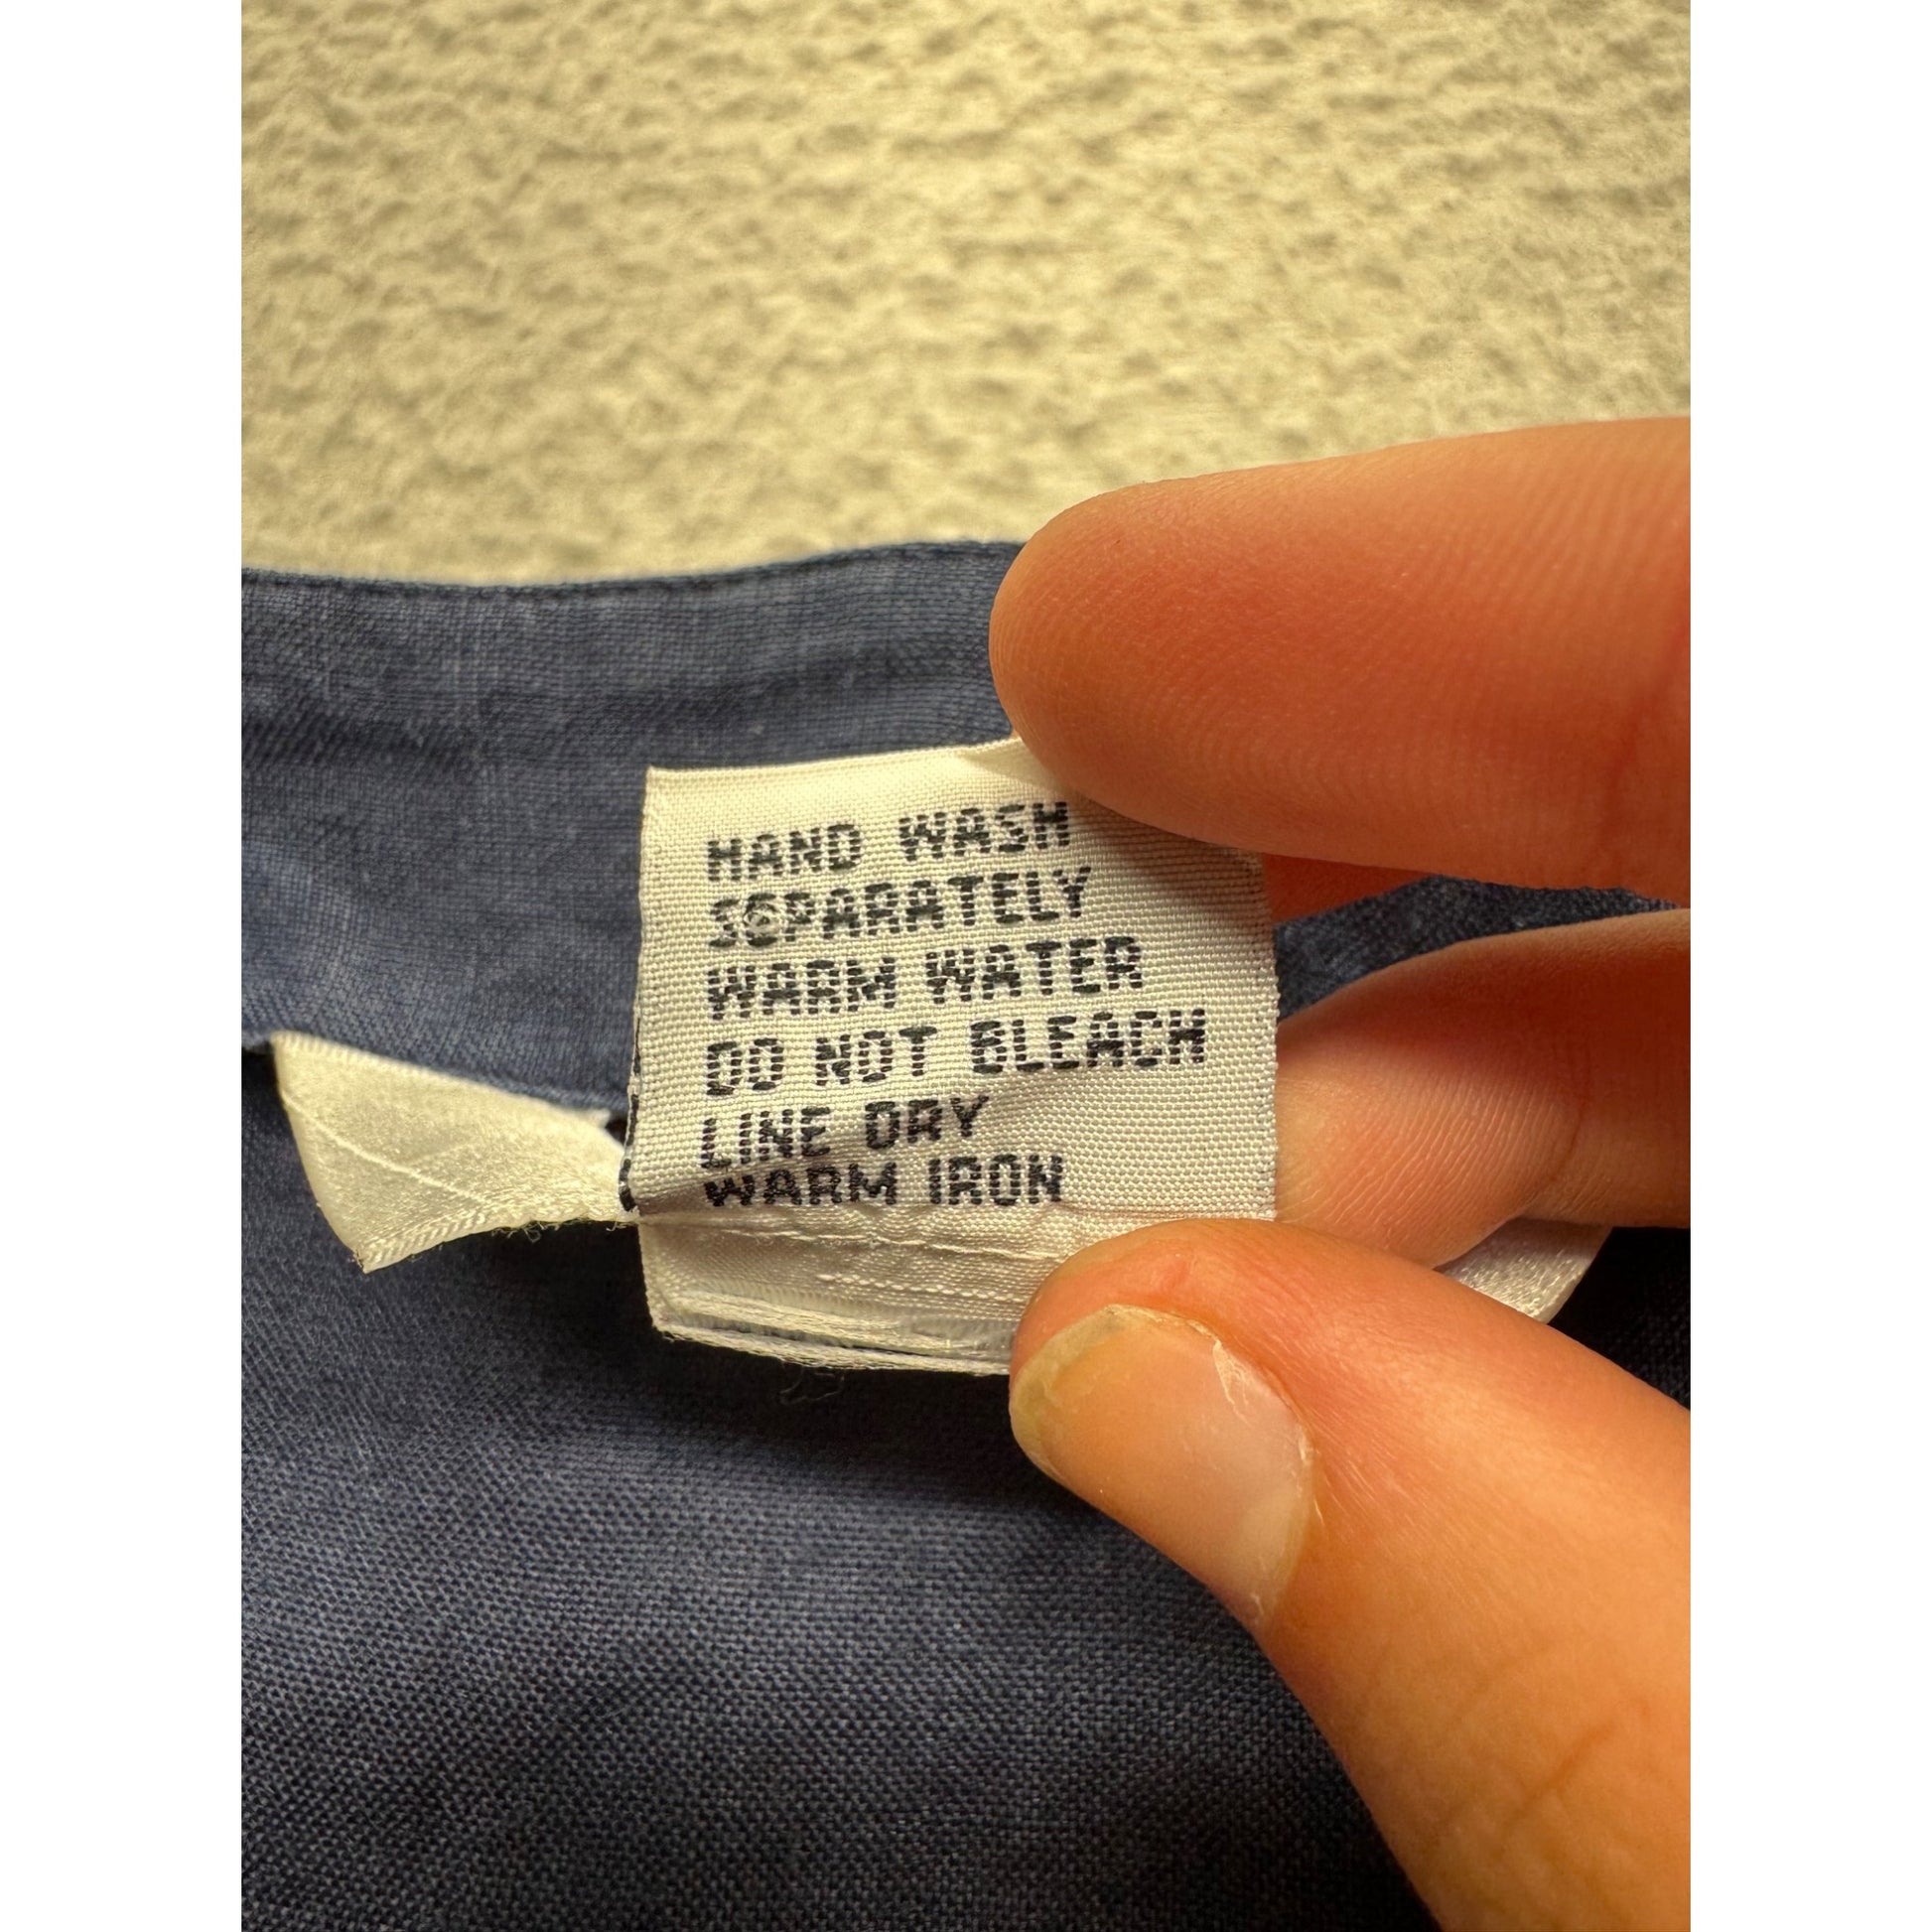 HAND WASH
SEPARATELY
WARM WATER
DO NOT BLEACH
LINE DRY
WARM IRON